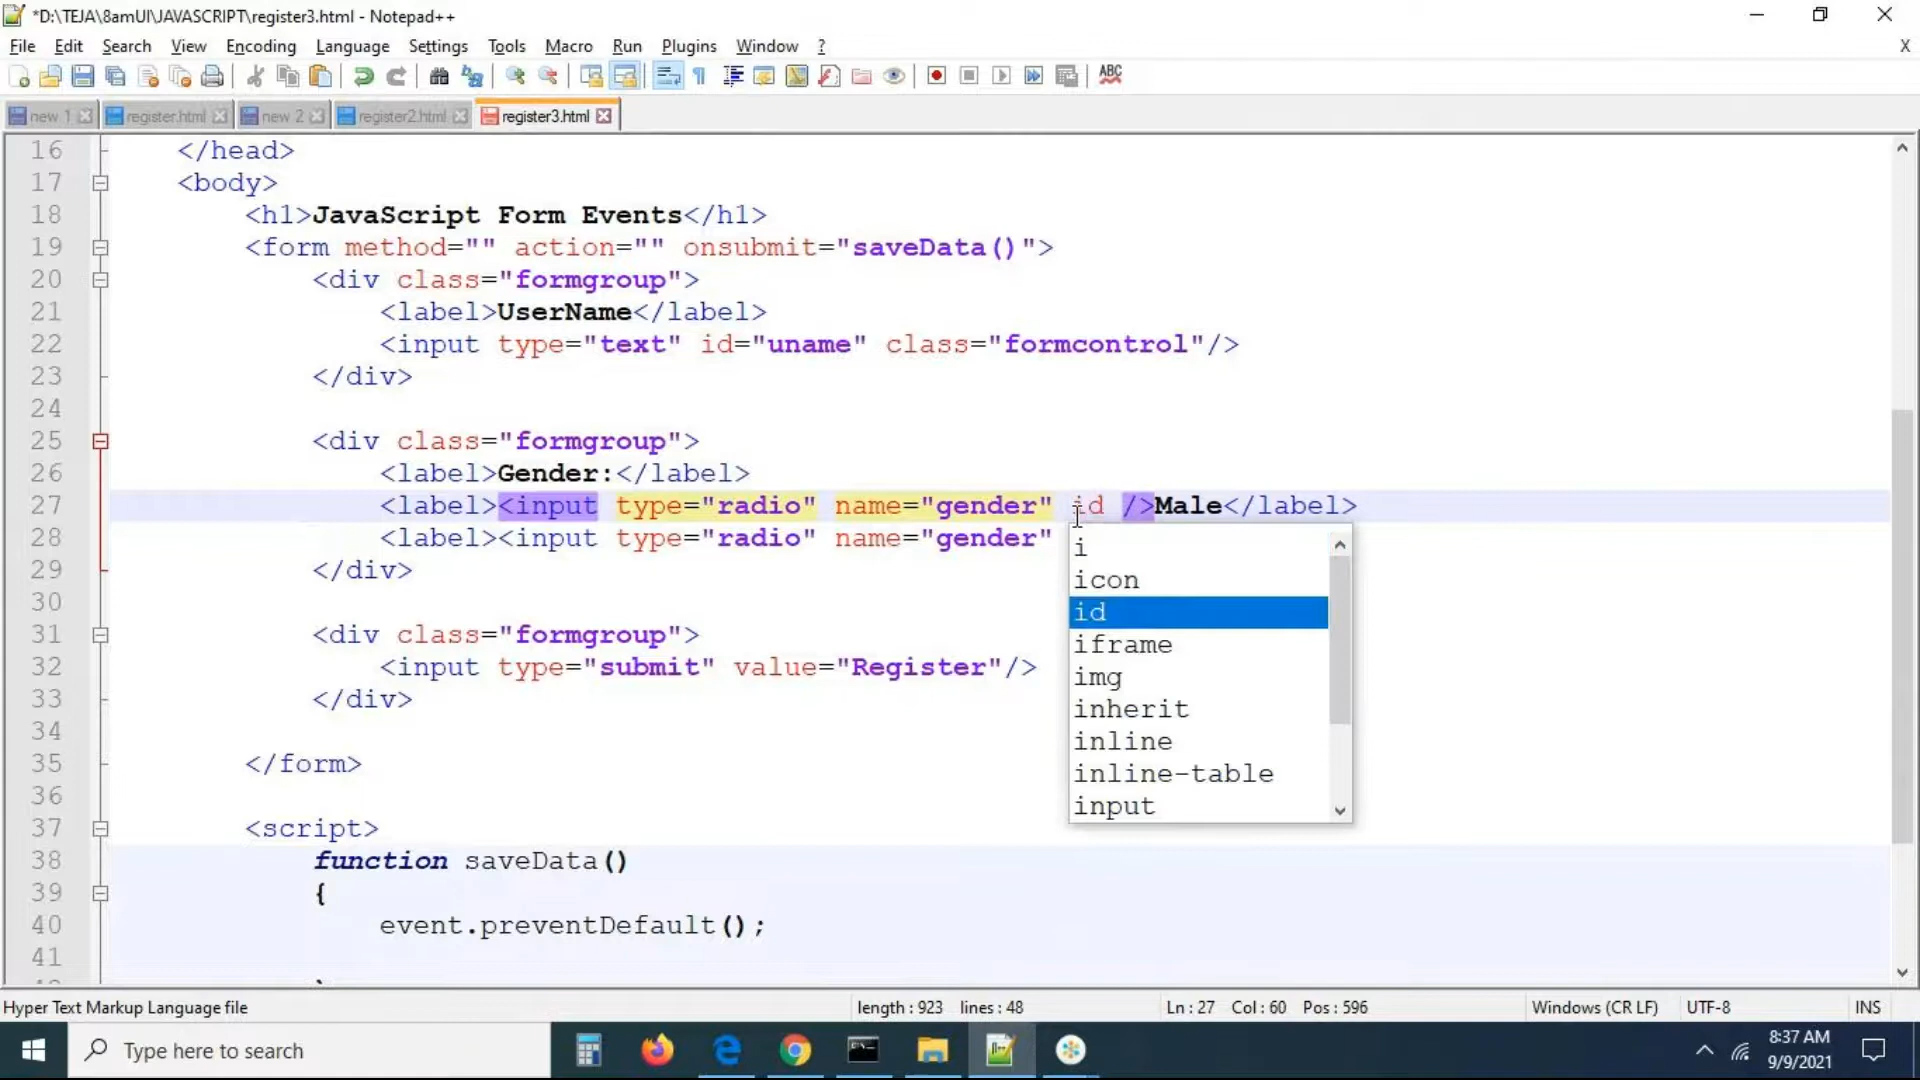 *D:\TEJA\8amUI\JAVASCRIPT\register3.html - Notepad++
File Edit Search View Encoding Language Settings Tools Macro Run Plugins Window ? X
ABC
new 1 register.html new 2 register2.html register3.html
16 </head>
17 <body>
18 <h1>JavaScript Form Events</h1>
19 <form method="" action="" onsubmit="saveData()">
20 <div class="formgroup">
21 <label>UserName</label>
22 <input type="text" id="uname" class="formcontrol"/>
23 </div>
24
25 <div class="formgroup">
26 <label>Gender:</label>
27 <label><input type="radio" name="gender" id />Male</label>
28 <label><input type="radio" name="gender"
29 </div>
30
31 <div class="formgroup">
32 <input type="submit" value="Register"/>
33 </div>
34
35 </form>
36
37 <script>
38 function saveData()
39 {
40 event.preventDefault();
41
i
icon
id
iframe
img
inherit
inline
inline-table
input
Hyper Text Markup Language file length : 923 lines : 48 Ln : 27 Col : 60 Pos : 596 Windows (CR LF) UTF-8 INS
Type here to search
8:37 AM
9/9/2021